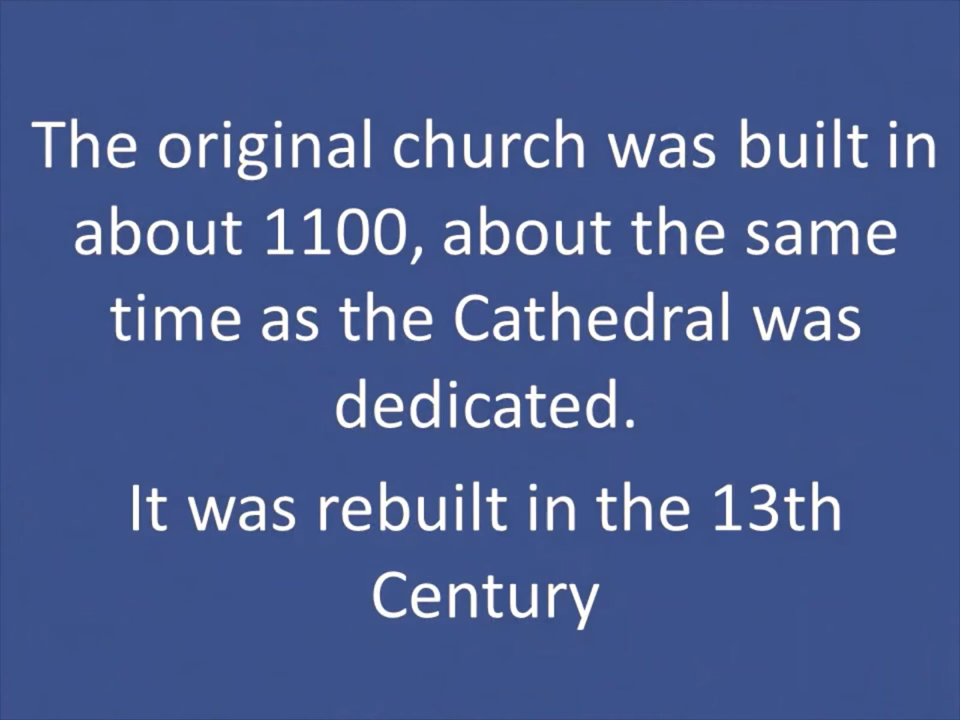 The original church was built in
about 1100, about the same
time as the Cathedral was
dedicated.
It was rebuilt in the 13th
Century